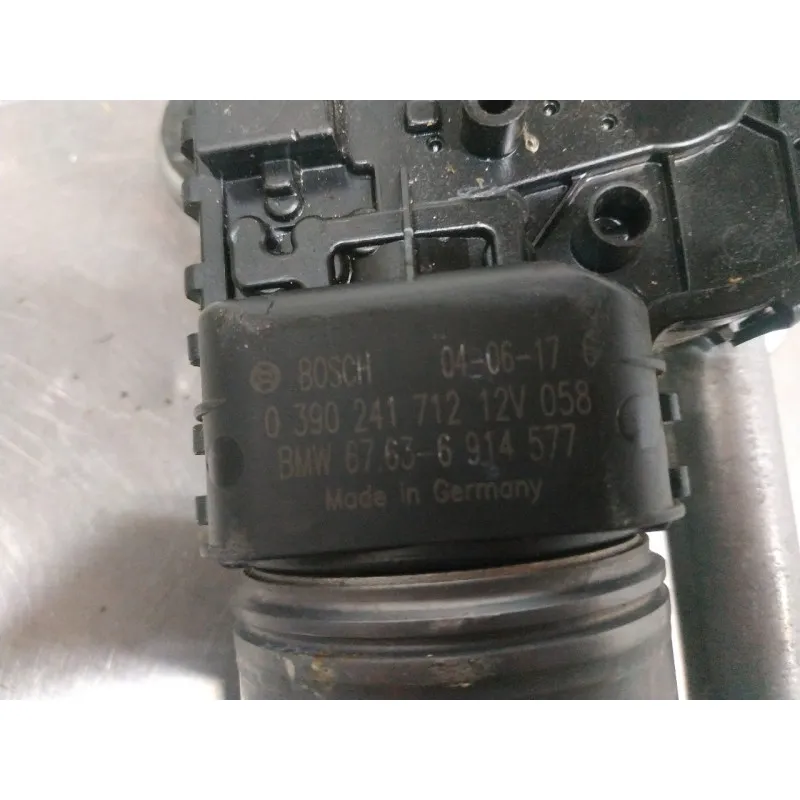 BOSCH 04-06-17
0 390 241 712 12V 058
BMW 67.63-6 914 577
Made in Germany